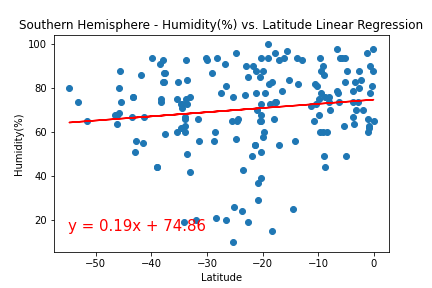 Southern Hemisphere - Humidity(%) vs. Latitude Linear Regression
100
80
60
40
20
Humidity(%)
y = 0.19x + 74.86
−50
−40
−30
−20
−10
0
Latitude